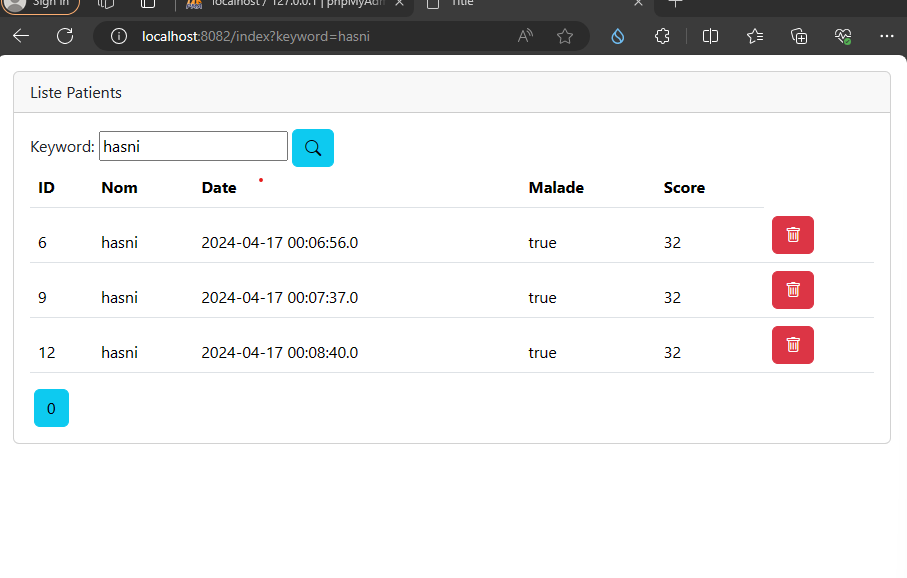 Sign in
localhost / 127.0.0.1 | phpMyAdm
Title
localhost:8082/index?keyword=hasni
Liste Patients
Keyword: hasni
ID Nom Date Malade Score
6 hasni 2024-04-17 00:06:56.0 true 32
9 hasni 2024-04-17 00:07:37.0 true 32
12 hasni 2024-04-17 00:08:40.0 true 32
0